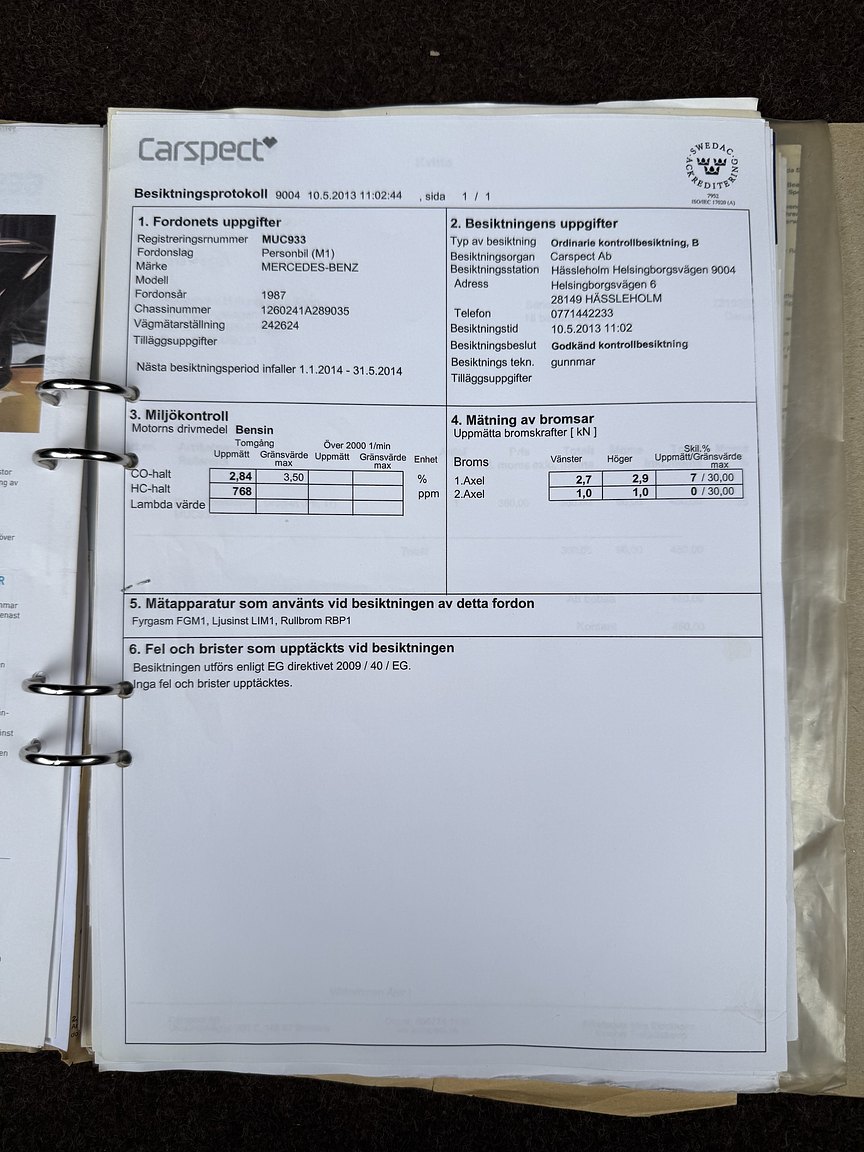 Carspect
SWEDAC
ACKREDITERING
7952
ISO/IEC 17020 (A)
Besiktningsprotokoll 9004 10.5.2013 11:02:44 , sida 1 / 1
1. Fordonets uppgifter
Registreringsrnummer MUC933
Fordonslag Personbil (M1)
Märke MERCEDES-BENZ
Modell
Fordonsår 1987
Chassinummer 1260241A289035
Vägmätarställning 242624
Tilläggsuppgifter
Nästa besiktningsperiod infaller 1.1.2014 - 31.5.2014
2. Besiktningens uppgifter
Typ av besiktning Ordinarie kontrollbesiktning, B
Besiktningsorgan Carspect Ab
Besiktningsstation Hässleholm Helsingborgsvägen 9004
Adress Helsingborgsvägen 6
28149 HÄSSLEHOLM
Telefon 0771442233
Besiktningstid 10.5.2013 11:02
Besiktningsbeslut Godkänd kontrollbesiktning
Besiktnings tekn. gunnmar
Tilläggsuppgifter
3. Miljökontroll
Motorns drivmedel Bensin
Tomgång Över 2000 1/min
Uppmätt Gränsvärde max Uppmätt Gränsvärde max Enhet
CO-halt 2,84 3,50 %
HC-halt 768 ppm
Lambda värde
4. Mätning av bromsar
Uppmätta bromskrafter [ kN ]
Skil.%
Broms Vänster Höger Uppmätt/Gränsvärde
max
1.Axel 2,7 2,9 7 / 30,00
2.Axel 1,0 1,0 0 / 30,00
5. Mätapparatur som använts vid besiktningen av detta fordon
Fyrgasm FGM1, Ljusinst LIM1, Rullbrom RBP1
6. Fel och brister som upptäckts vid besiktningen
Besiktningen utförs enligt EG direktivet 2009 / 40 / EG.
Inga fel och brister upptäcktes.